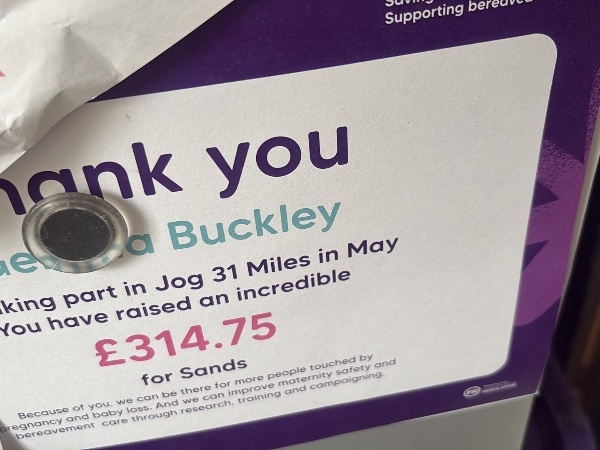 Supporting
hank you
a Buckley
king part in Jog 31 Miles in May
You have raised an incredible
£314.75
for Sands
Because of you, we can be there for more people touched by
pregnancy and baby loss. And we can improve maternity safety and
bereavement care through research, training and campaigning.